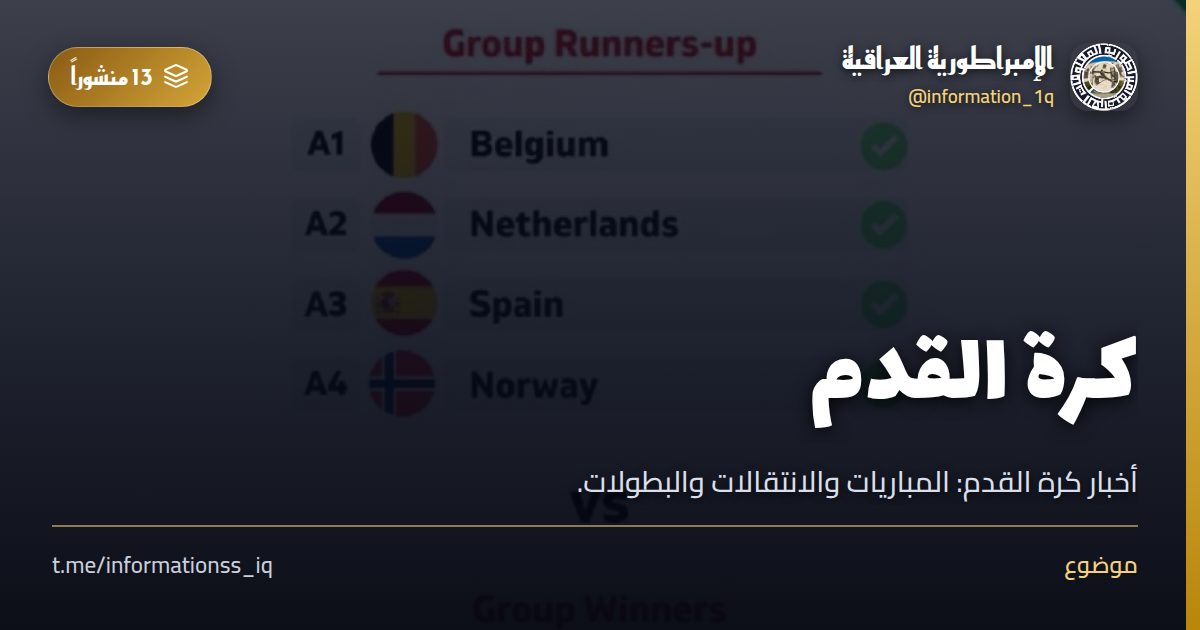 الإمبراطورية العراقية
@information_1q
13 منشوراً
Group Runners-up
A1 Belgium
A2 Netherlands
A3 Spain
A4 Norway
كرة القدم
أخبار كرة القدم: المباريات والانتقالات والبطولات.
VS
موضوع
t.me/informationss_iq
Group Winners